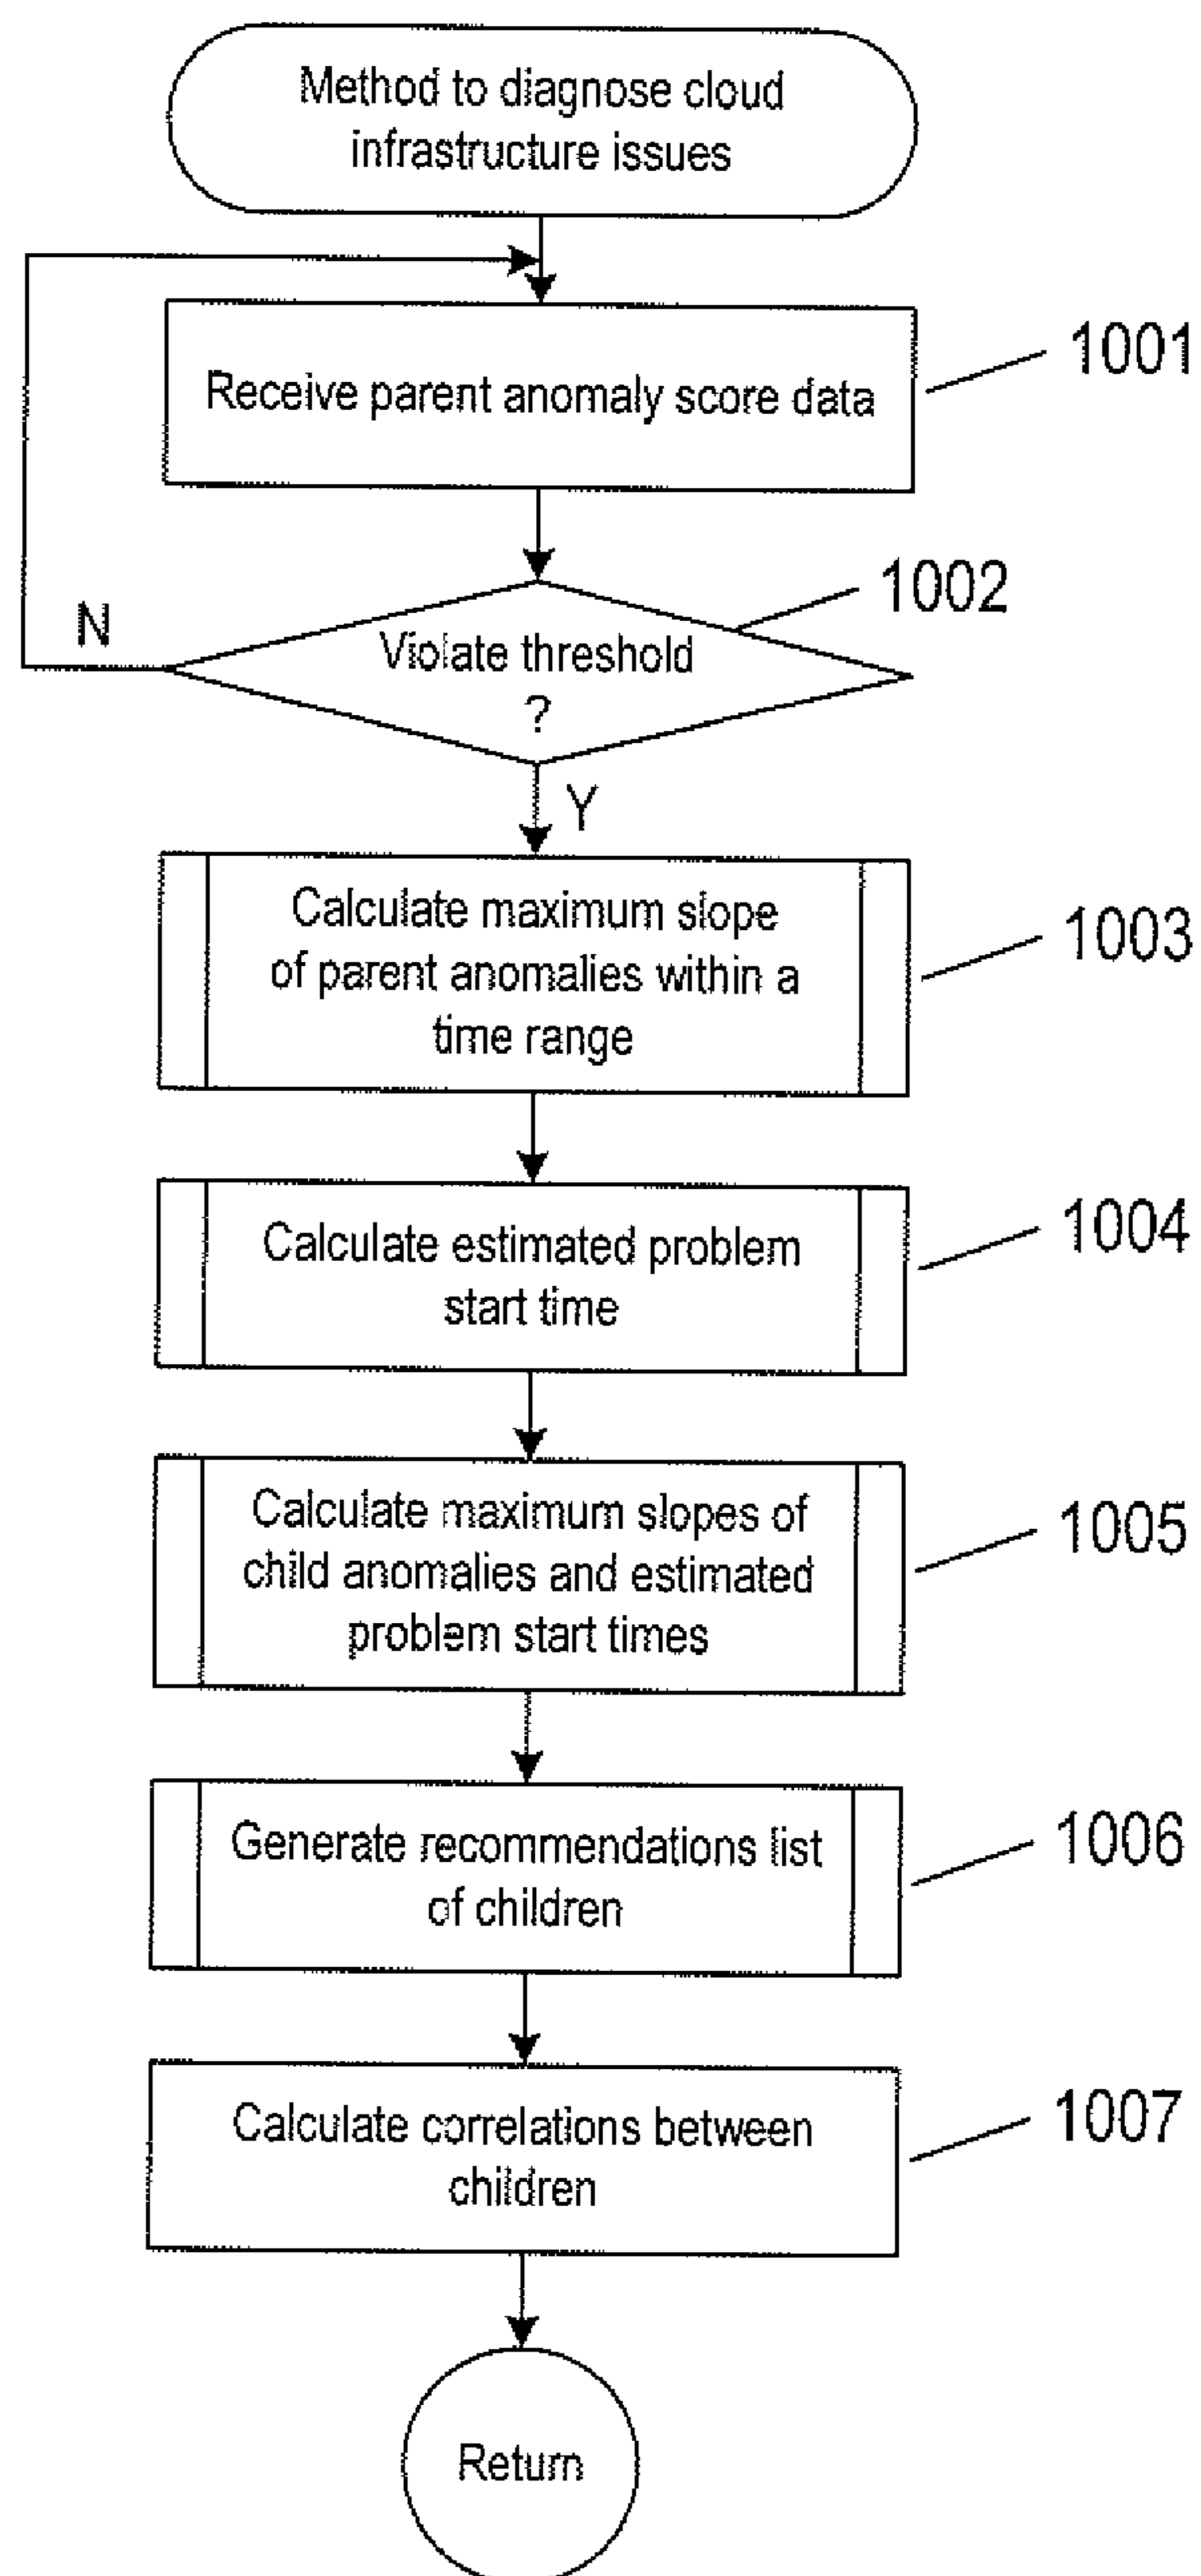 Method to diagnose cloud
infrastructure issues
Receive parent anomaly score data
1001
1002
Violate threshold
?
N
Y
Calculate maximum slope
of parent anomalies within a
time range
1003
Calculate estimated problem
start time
1004
Calculate maximum slopes of
child anomalies and estimated
problem start times
1005
Generate recommendations list
of children
1006
Calculate correlations between
children
1007
Return